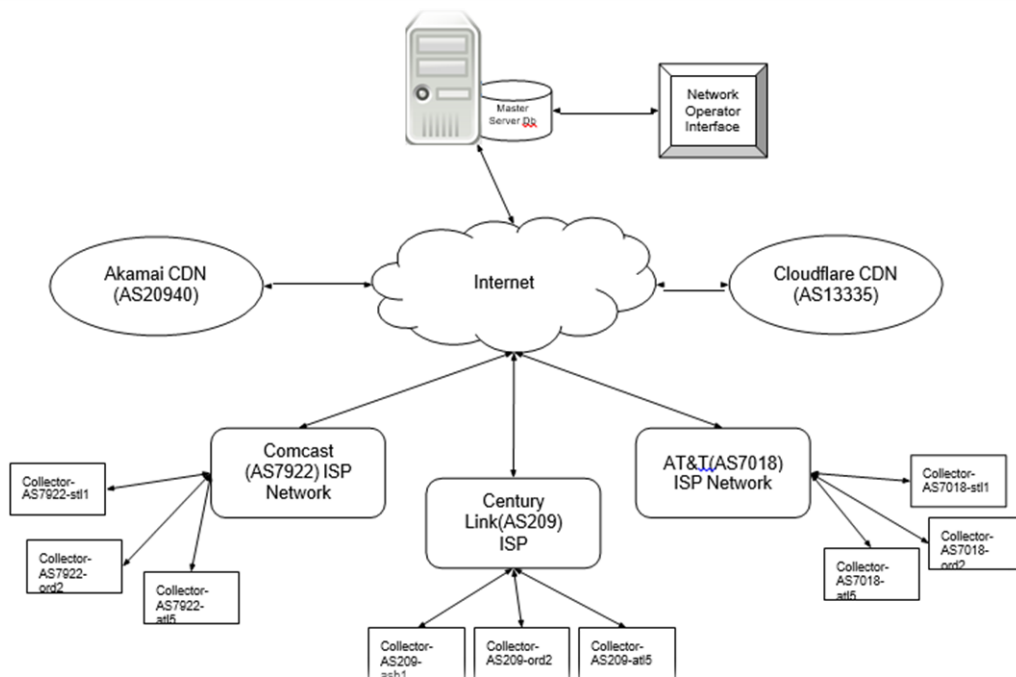 Master
Server Db
Network
Operator
Interface
Akamai CDN
(AS20940)
Internet
Cloudflare CDN
(AS13335)
Comcast
(AS7922) ISP
Network
Century
Link(AS209)
ISP
AT&T(AS7018)
ISP Network
Collector-
AS7922-stl1
Collector-
AS7922-
ord2
Collector-
AS7922-
atl5
Collector-
AS209-
ash1
Collector-
AS209-ord2
Collector-
AS209-atl5
Collector-
AS7018-stl1
Collector-
AS7018-
ord2
Collector-
AS7018-
atl5